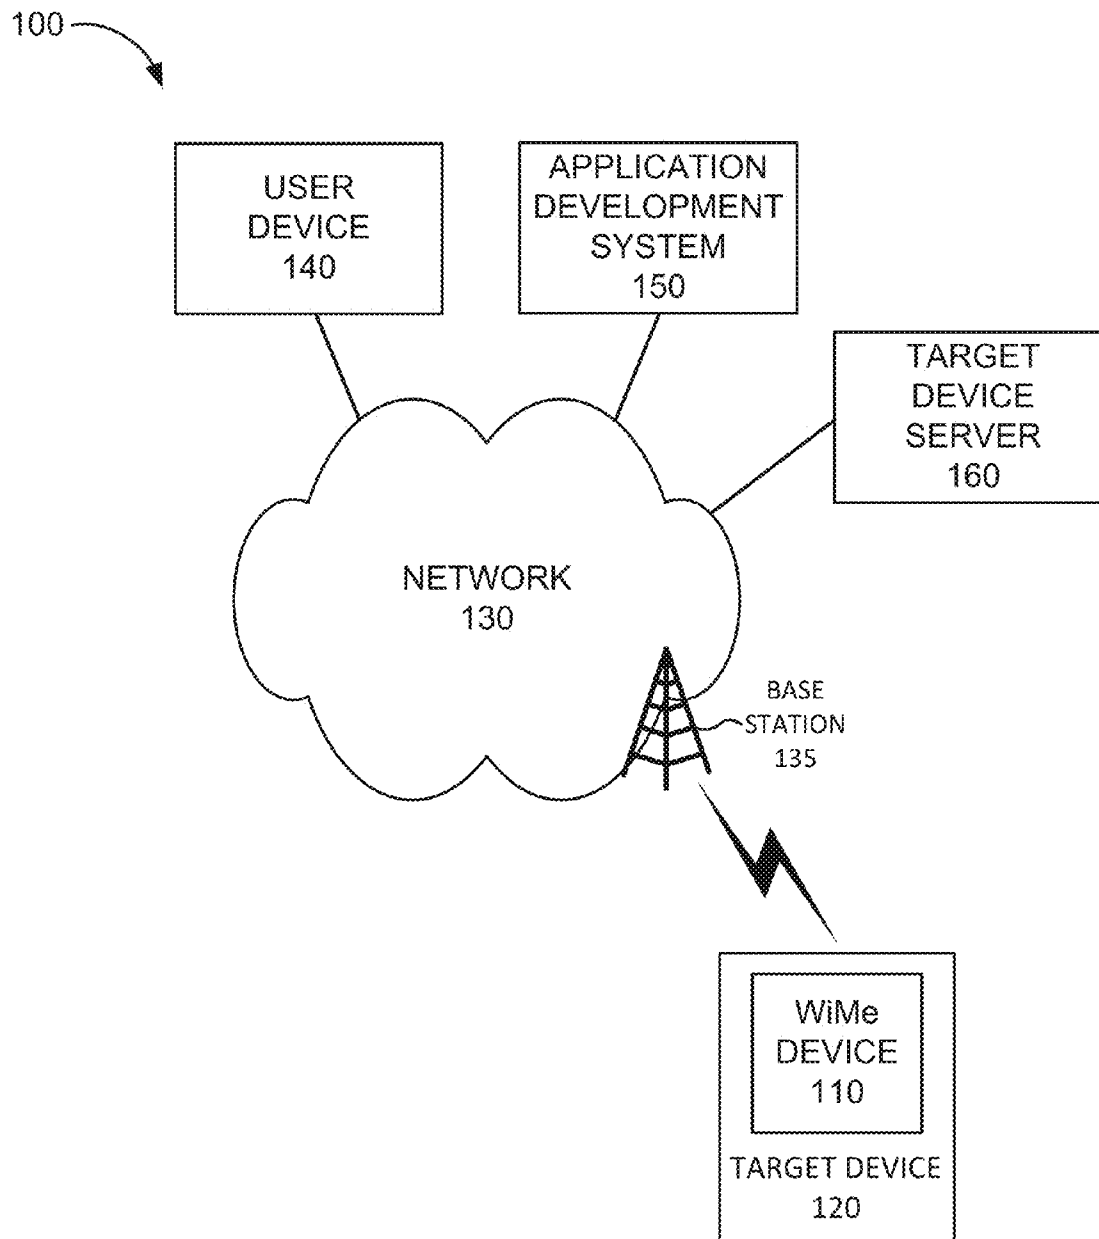 100
USER
DEVICE
140
APPLICATION
DEVELOPMENT
SYSTEM
150
TARGET
DEVICE
SERVER
160
NETWORK
130
BASE
STATION
135
WiMe
DEVICE
110
TARGET DEVICE
120